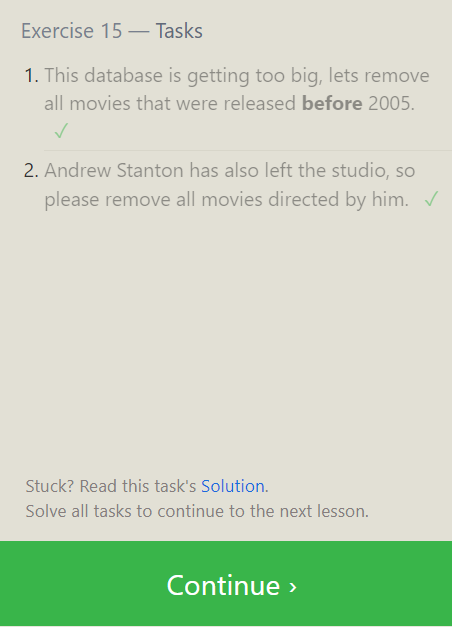 Exercise 15 — Tasks
1. This database is getting too big, lets remove
all movies that were released before 2005.
✓
2. Andrew Stanton has also left the studio, so
please remove all movies directed by him. ✓
Stuck? Read this task's Solution.
Solve all tasks to continue to the next lesson.
Continue ›